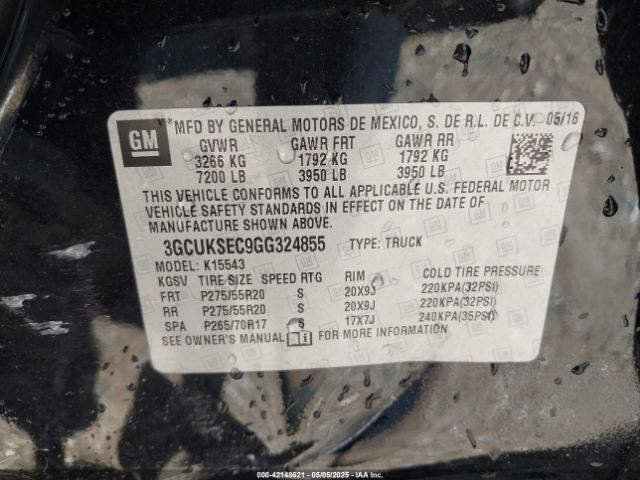 GM
MFD BY GENERAL MOTORS DE MEXICO, S. DE R.L. DE C.V. 05/16
GVWR GAWR FRT GAWR RR
3266 KG 1792 KG 1792 KG
7200 LB 3950 LB 3950 LB
THIS VEHICLE CONFORMS TO ALL APPLICABLE U.S. FEDERAL MOTOR
VEHICLE SAFETY STANDARDS IN EFFECT ON THE DATE OF
MANUFACTURE SHOWN ABOVE.
3GCUKSEC9GG324855 TYPE: TRUCK
MODEL: K15543
KGSV TIRE SIZE SPEED RTG RIM COLD TIRE PRESSURE
FRT P275/55R20 S 20X9J 220KPA(32PSI)
RR P275/55R20 S 20X9J 220KPA(32PSI)
SPA P265/70R17 S 17X7J 240KPA(35PSI)
SEE OWNER'S MANUAL FOR MORE INFORMATION
000-42148621 - 05/05/2025 - IAAI.COM